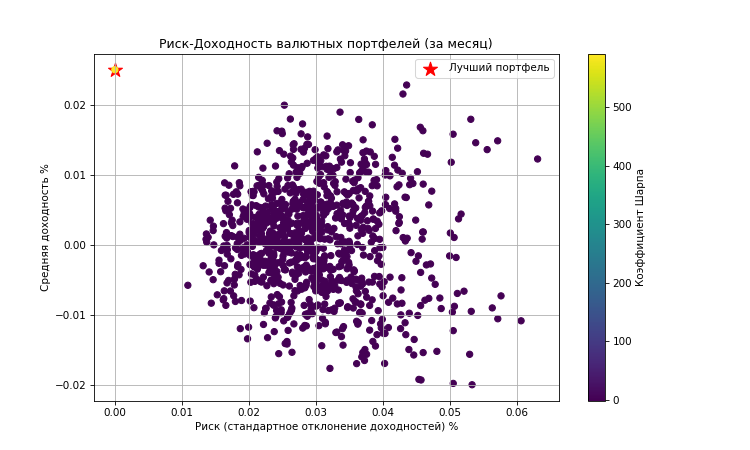 Риск-Доходность валютных портфелей (за месяц)
Лучший портфель
Средняя доходность %
0.02
0.01
0.00
−0.01
−0.02
0.00 0.01 0.02 0.03 0.04 0.05 0.06
Риск (стандартное отклонение доходностей) %
500
400
300
200
100
0
Коэффициент Шарпа